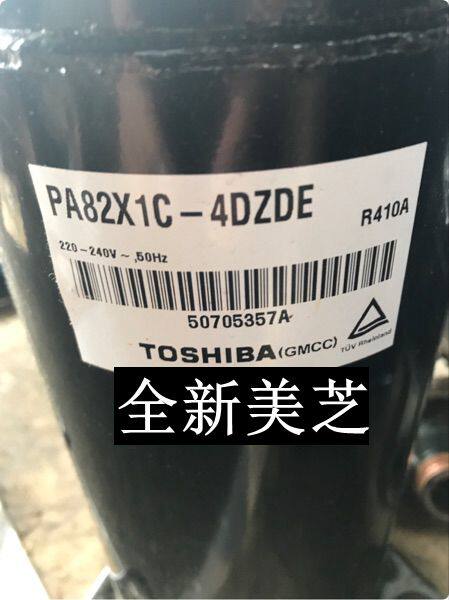 PA82X1C-4DZDE
R410A
220-240V~,50Hz
50705357A
TOSHIBA(GMCC)
TÜV Rheinland
全新美芝